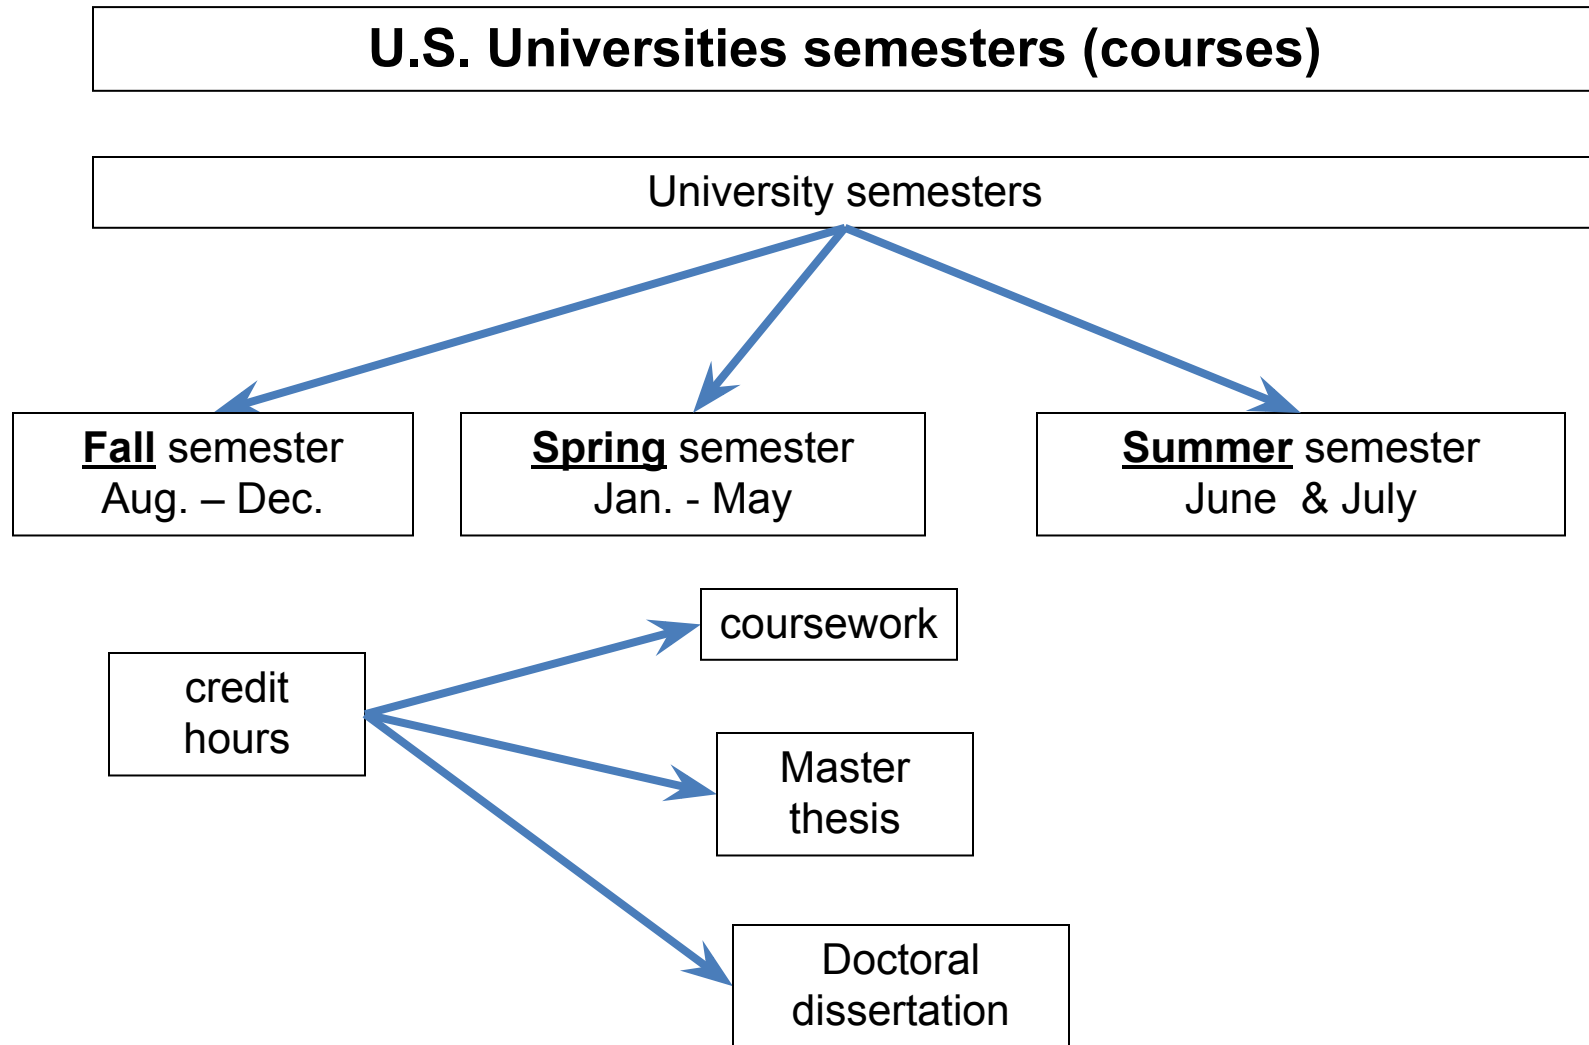 U.S. Universities semesters (courses)
University semesters
Fall semester
Aug. – Dec.
Spring semester
Jan. - May
Summer semester
June  & July
credit
hours
coursework
Master
thesis
Doctoral
dissertation